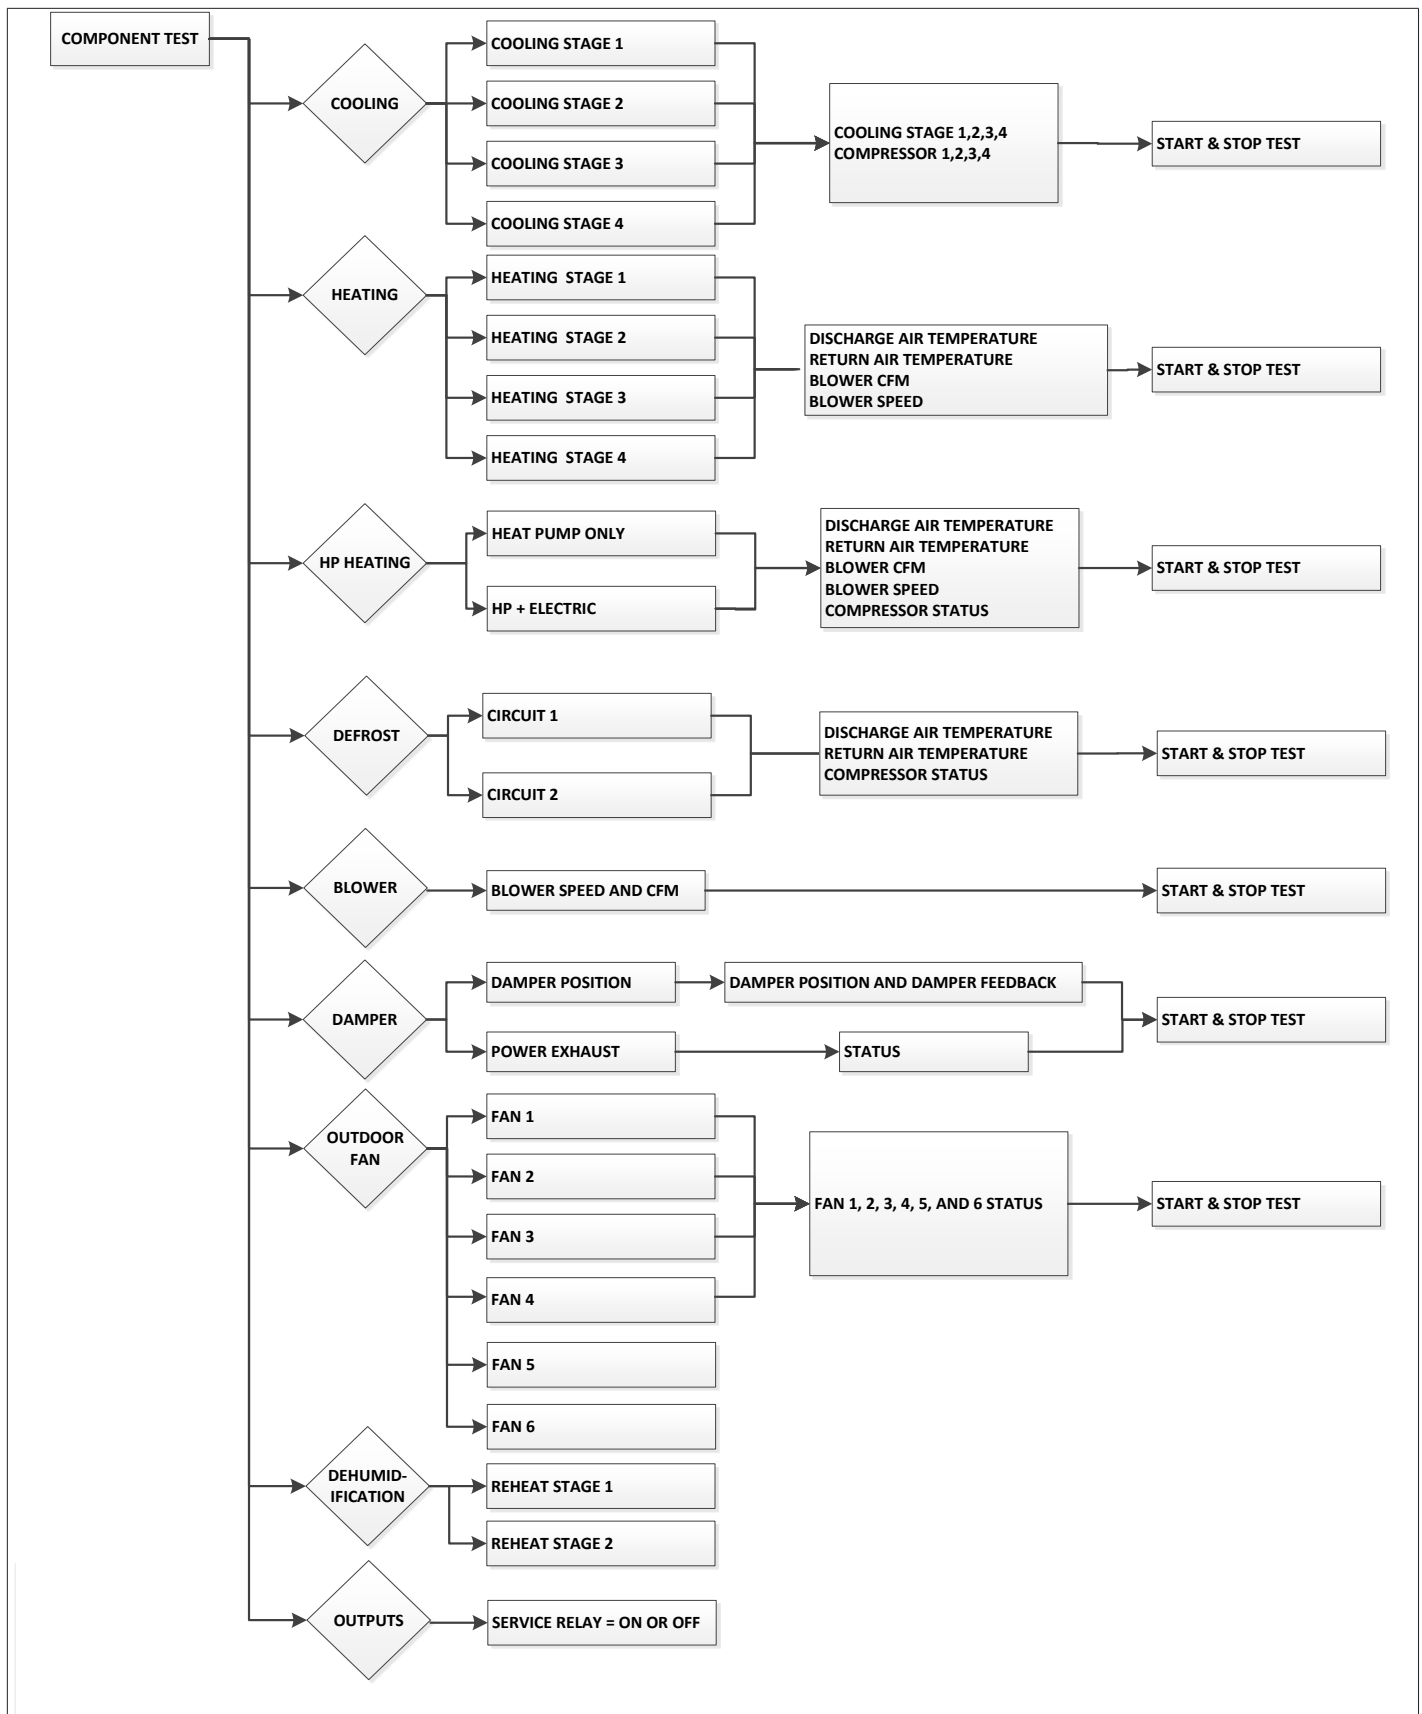 COMPONENT TEST
COOLING
COOLING STAGE 1
COOLING STAGE 2
COOLING STAGE 3
COOLING STAGE 4
COOLING STAGE 1,2,3,4
COMPRESSOR 1,2,3,4
START & STOP TEST
HEATING
HEATING STAGE 1
HEATING STAGE 2
HEATING STAGE 3
HEATING STAGE 4
DISCHARGE AIR TEMPERATURE
RETURN AIR TEMPERATURE
BLOWER CFM
BLOWER SPEED
START & STOP TEST
HP HEATING
HEAT PUMP ONLY
HP + ELECTRIC
DISCHARGE AIR TEMPERATURE
RETURN AIR TEMPERATURE
BLOWER CFM
BLOWER SPEED
COMPRESSOR STATUS
START & STOP TEST
DEFROST
CIRCUIT 1
CIRCUIT 2
DISCHARGE AIR TEMPERATURE
RETURN AIR TEMPERATURE
COMPRESSOR STATUS
START & STOP TEST
BLOWER
BLOWER SPEED AND CFM
START & STOP TEST
DAMPER
DAMPER POSITION
DAMPER POSITION AND DAMPER FEEDBACK
POWER EXHAUST
STATUS
START & STOP TEST
OUTDOOR
FAN
FAN 1
FAN 2
FAN 3
FAN 4
FAN 5
FAN 6
FAN 1, 2, 3, 4, 5, AND 6 STATUS
START & STOP TEST
DEHUMID-
IFICATION
REHEAT STAGE 1
REHEAT STAGE 2
OUTPUTS
SERVICE RELAY = ON OR OFF